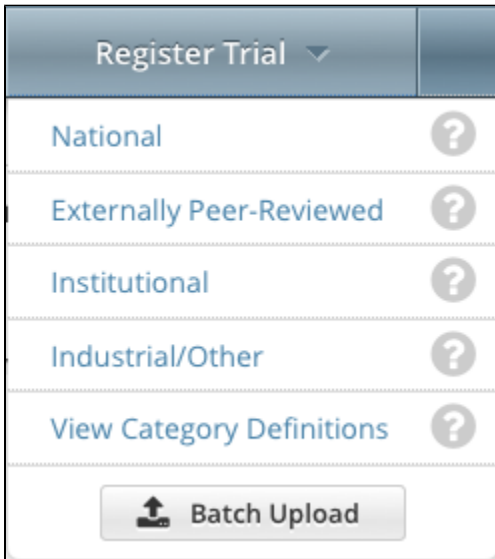 Register Trial
National
Externally Peer-Reviewed
Institutional
Industrial/Other
View Category Definitions
Batch Upload